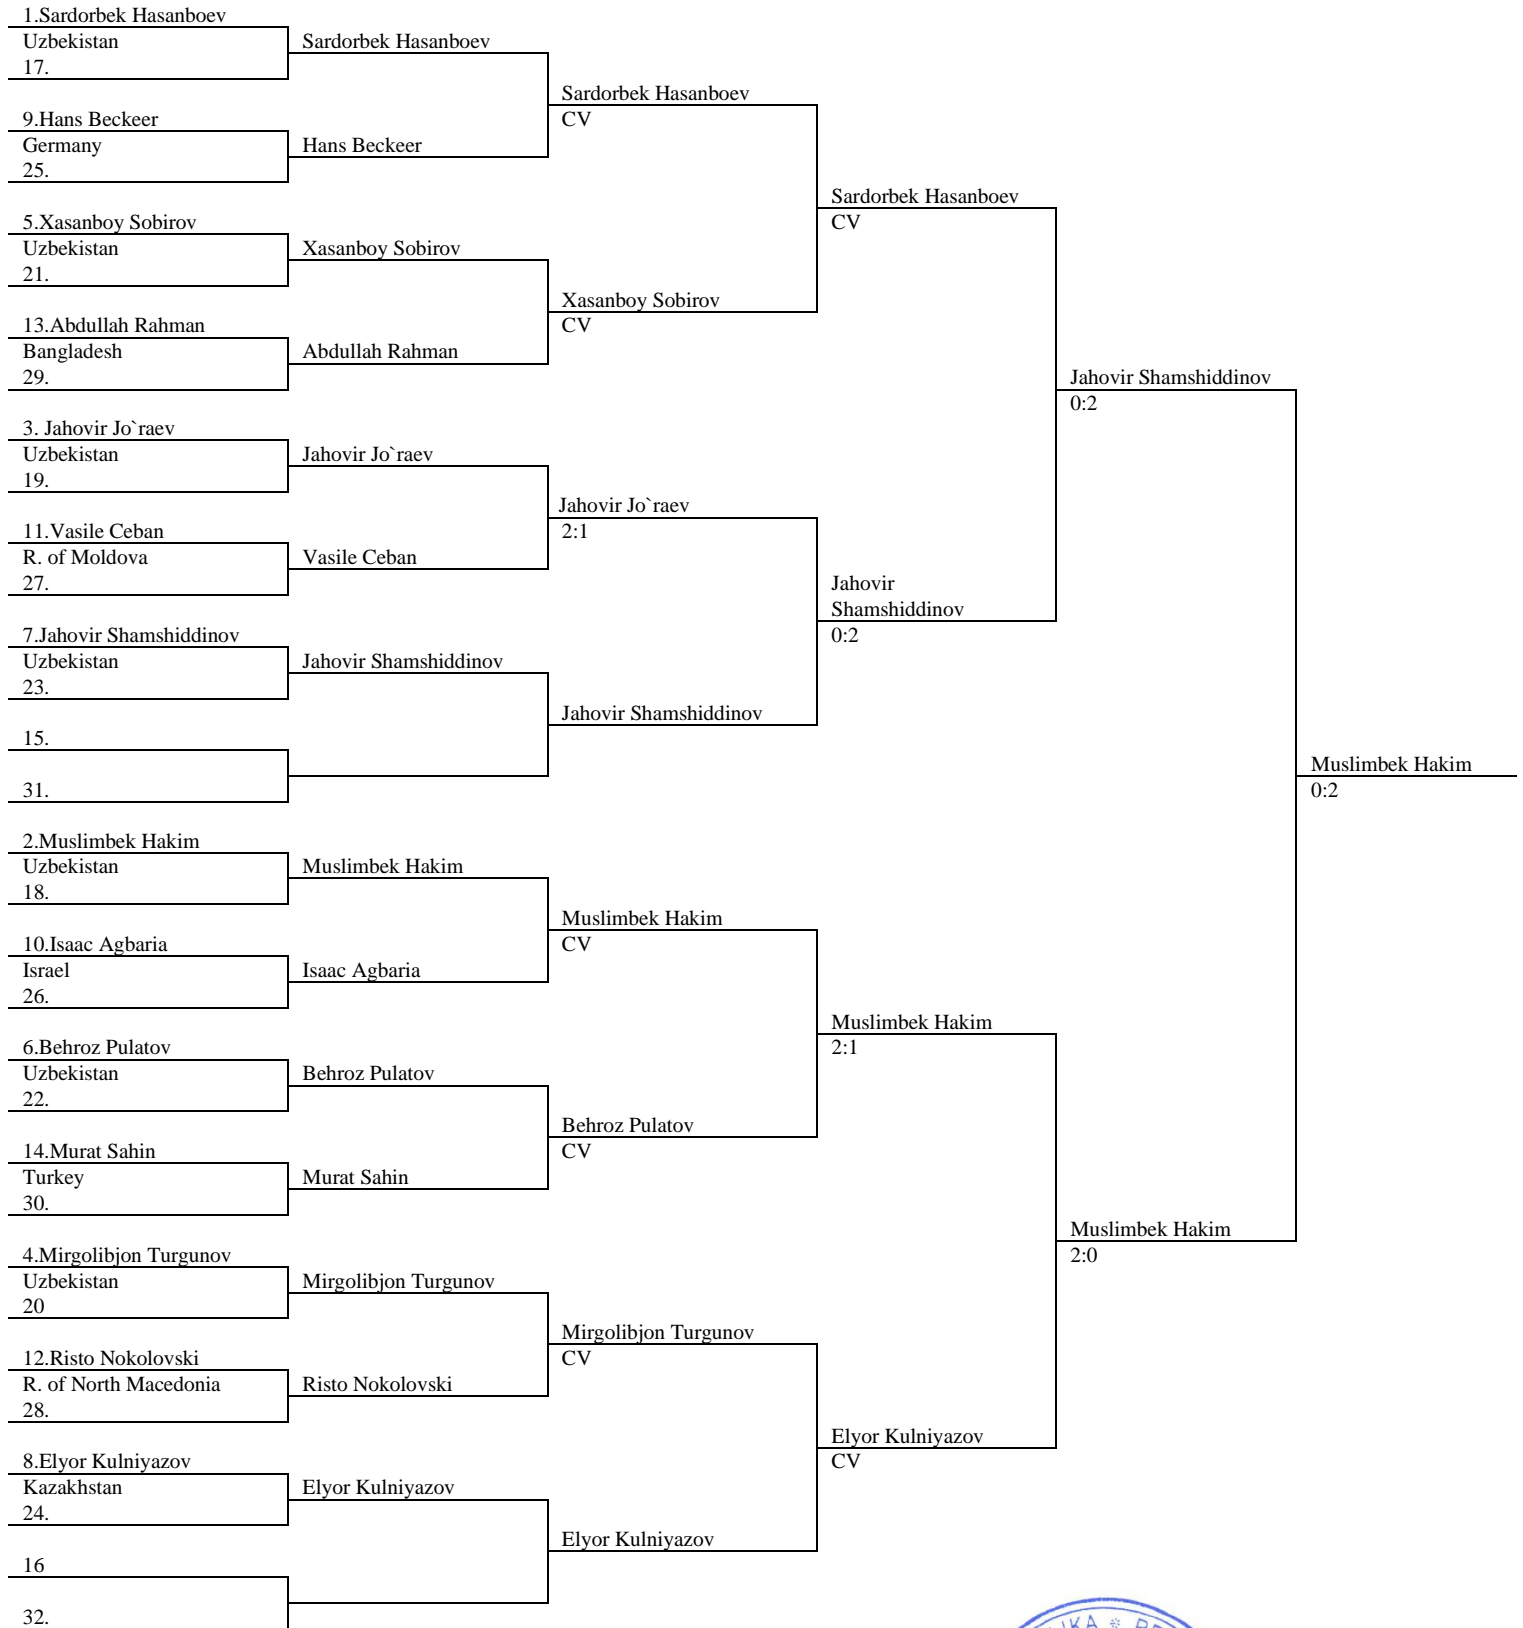 1.Sardorbek Hasanboev
Uzbekistan
17.
9.Hans Beckeer
Germany
25.
5.Xasanboy Sobirov
Uzbekistan
21.
13.Abdullah Rahman
Bangladesh
29.
3. Jahovir Jo`raev
Uzbekistan
19.
11.Vasile Ceban
R. of Moldova
27.
7.Jahovir Shamshiddinov
Uzbekistan
23.
15.
31.
2.Muslimbek Hakim
Uzbekistan
18.
10.Isaac Agbaria
Israel
26.
6.Behroz Pulatov
Uzbekistan
22.
14.Murat Sahin
Turkey
30.
4.Mirgolibjon Turgunov
Uzbekistan
20
12.Risto Nokolovski
R. of North Macedonia
28.
8.Elyor Kulniyazov
Kazakhstan
24.
16
32.
Sardorbek Hasanboev
Hans Beckeer
Xasanboy Sobirov
Abdullah Rahman
Jahovir Jo`raev
Vasile Ceban
Jahovir Shamshiddinov
Muslimbek Hakim
Isaac Agbaria
Behroz Pulatov
Murat Sahin
Mirgolibjon Turgunov
Risto Nokolovski
Elyor Kulniyazov
Sardorbek Hasanboev
CV
Xasanboy Sobirov
CV
Jahovir Jo`raev
2:1
Jahovir Shamshiddinov
Muslimbek Hakim
CV
Behroz Pulatov
CV
Mirgolibjon Turgunov
CV
Elyor Kulniyazov
Sardorbek Hasanboev
CV
Jahovir
Shamshiddinov
0:2
Muslimbek Hakim
2:1
Elyor Kulniyazov
CV
Jahovir Shamshiddinov
0:2
Muslimbek Hakim
2:0
Muslimbek Hakim
0:2